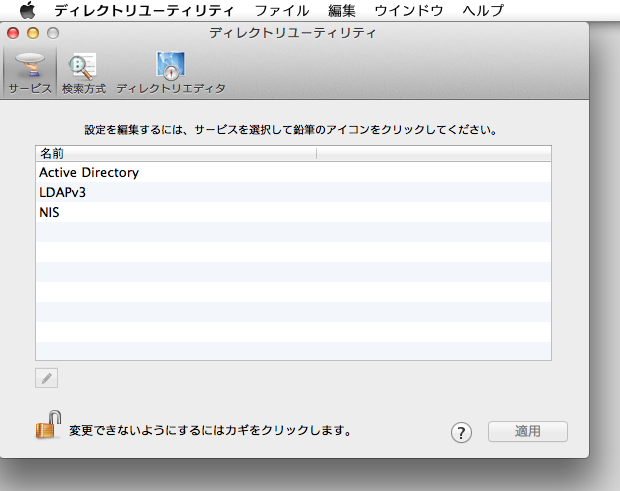 ディレクトリユーティリティ ファイル 編集 ウインドウ ヘルプ
ディレクトリユーティリティ
サービス 検索方式 ディレクトリエディタ
設定を編集するには、サービスを選択して鉛筆のアイコンをクリックしてください。
名前
Active Directory
LDAPv3
NIS
変更できないようにするにはカギをクリックします。
? 適用